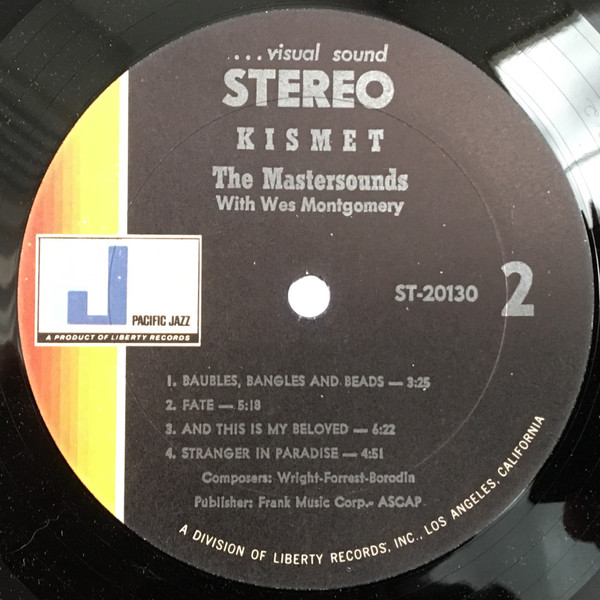 ....visual sound
STEREO
KISMET
The Mastersounds
With Wes Montgomery
J
PACIFIC JAZZ
A PRODUCT OF LIBERTY RECORDS
ST-20130
2
1. BAUBLES, BANGLES AND BEADS — 3:25
2. FATE — 5:18
3. AND THIS IS MY BELOVED — 6:22
4. STRANGER IN PARADISE — 4:51
Composers: Wright-Forrest-Borodin
Publisher: Frank Music Corp.- ASCAP
A DIVISION OF LIBERTY RECORDS, INC., LOS ANGELES, CALIFORNIA